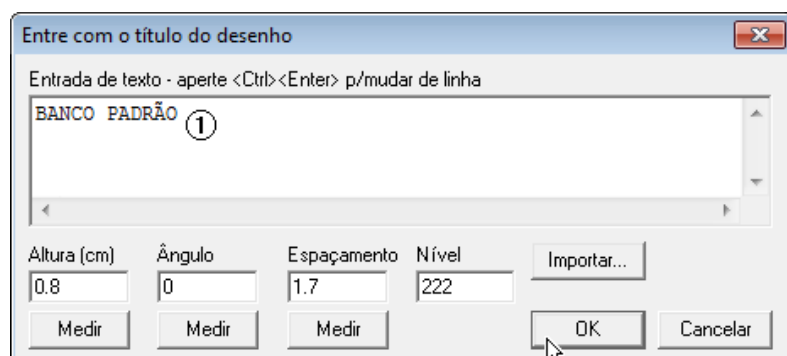 Entre com o título do desenho
Entrada de texto - aperte <Ctrl><Enter> p/mudar de linha
BANCO PADRÃO 1
Altura (cm) Ângulo Espaçamento Nível Importar...
0.8 0 1.7 222
Medir Medir Medir OK Cancelar